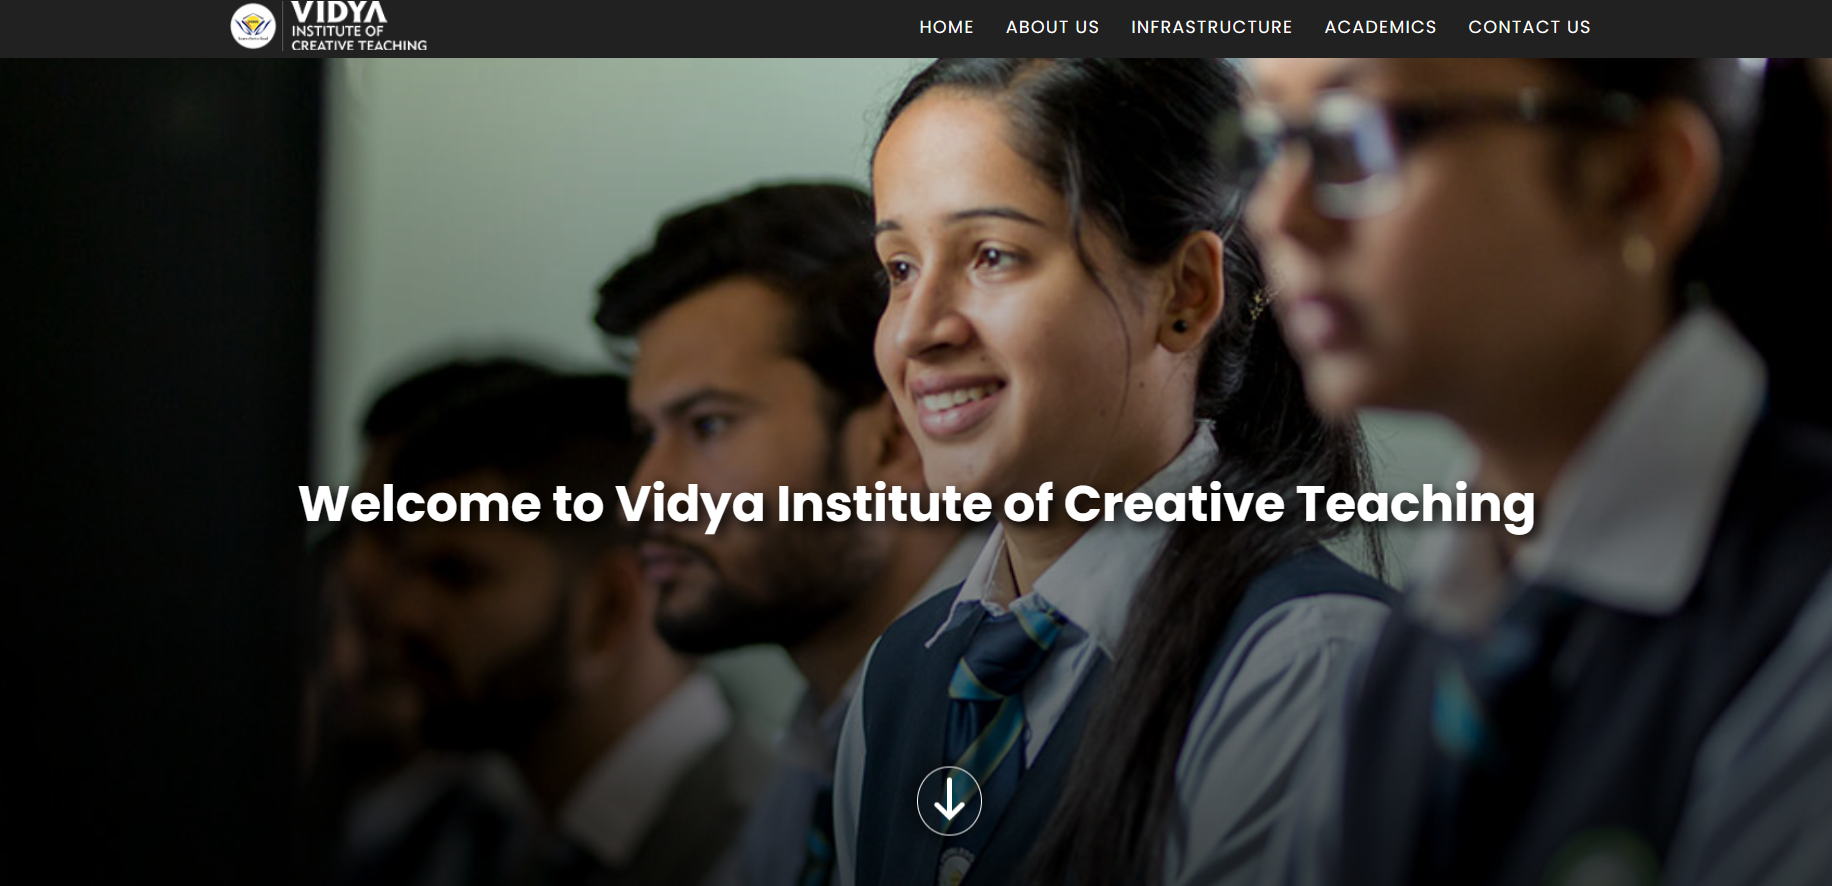 VIDYA
INSTITUTE OF
CREATIVE TEACHING
HOME ABOUT US INFRASTRUCTURE ACADEMICS CONTACT US
Welcome to Vidya Institute of Creative Teaching